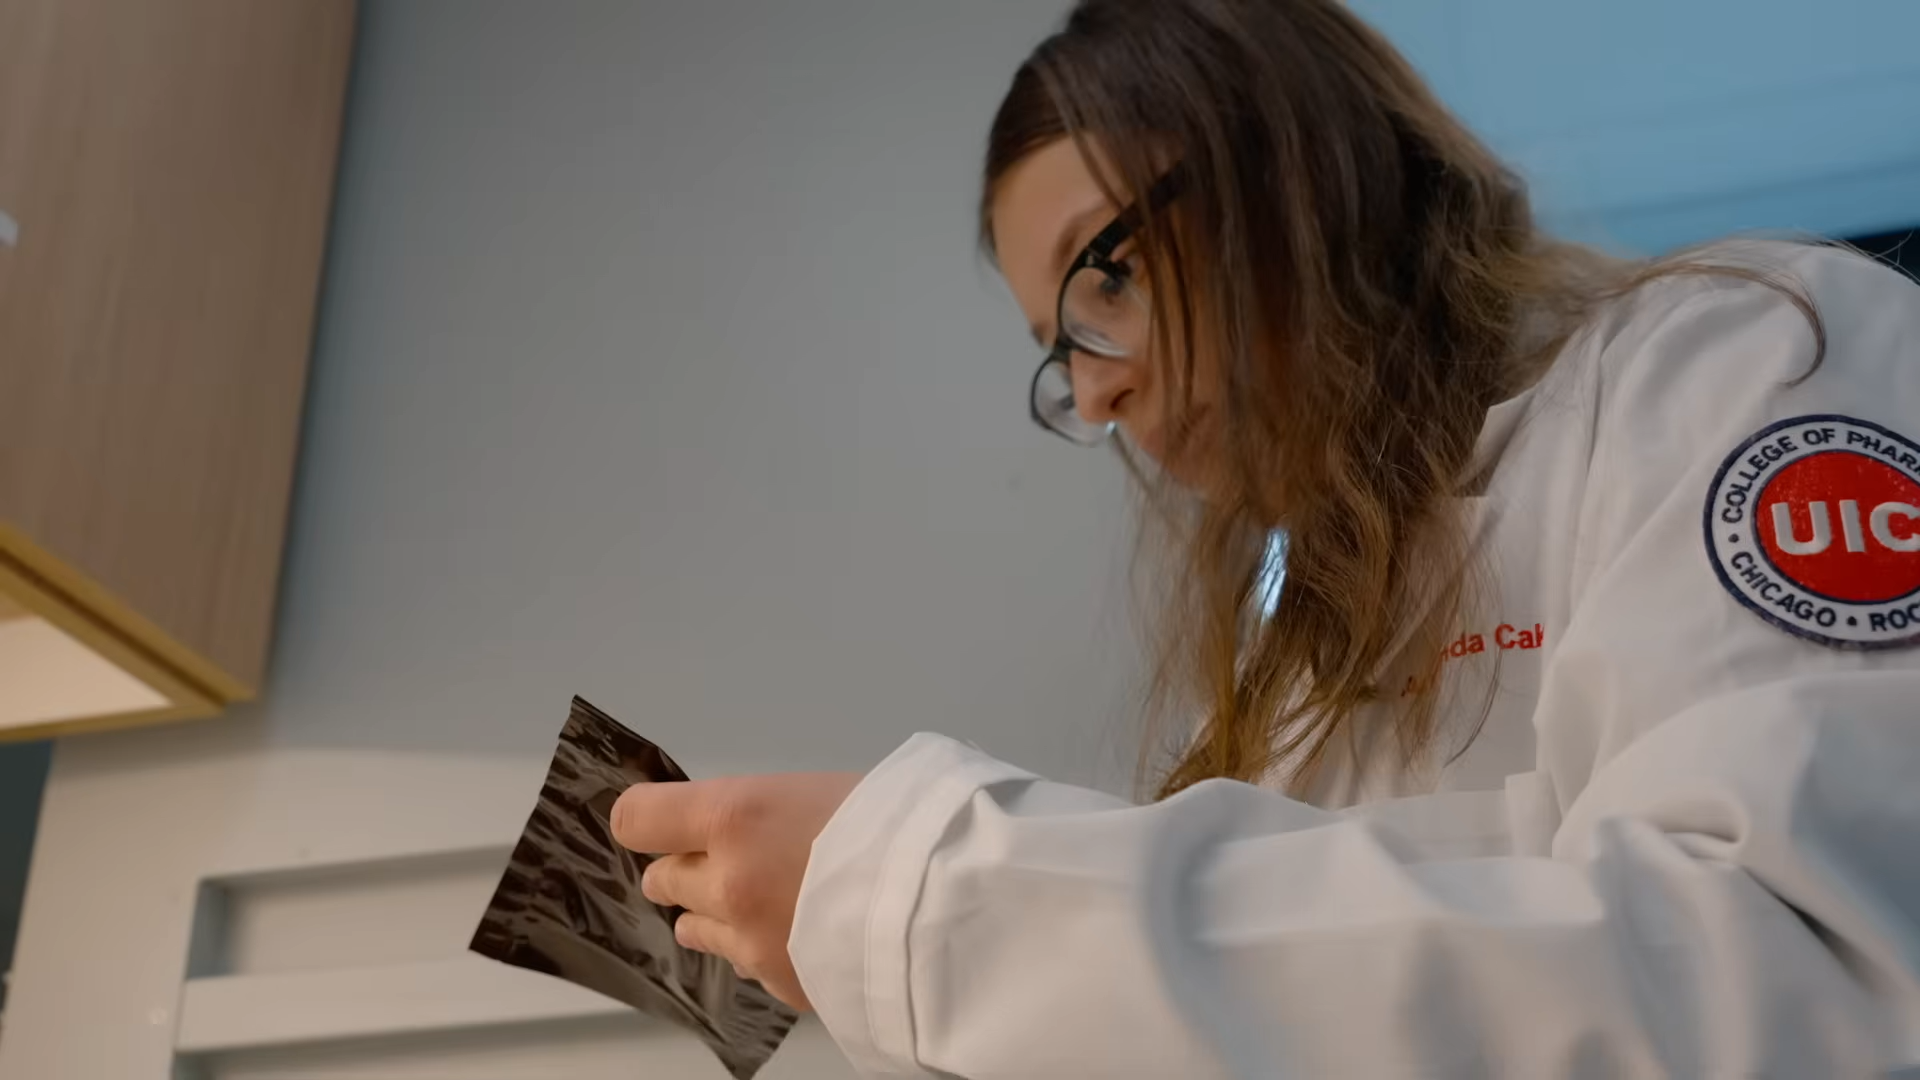 COLLEGE OF PHAR
UIC
• CHICAGO • ROC
nda Cak